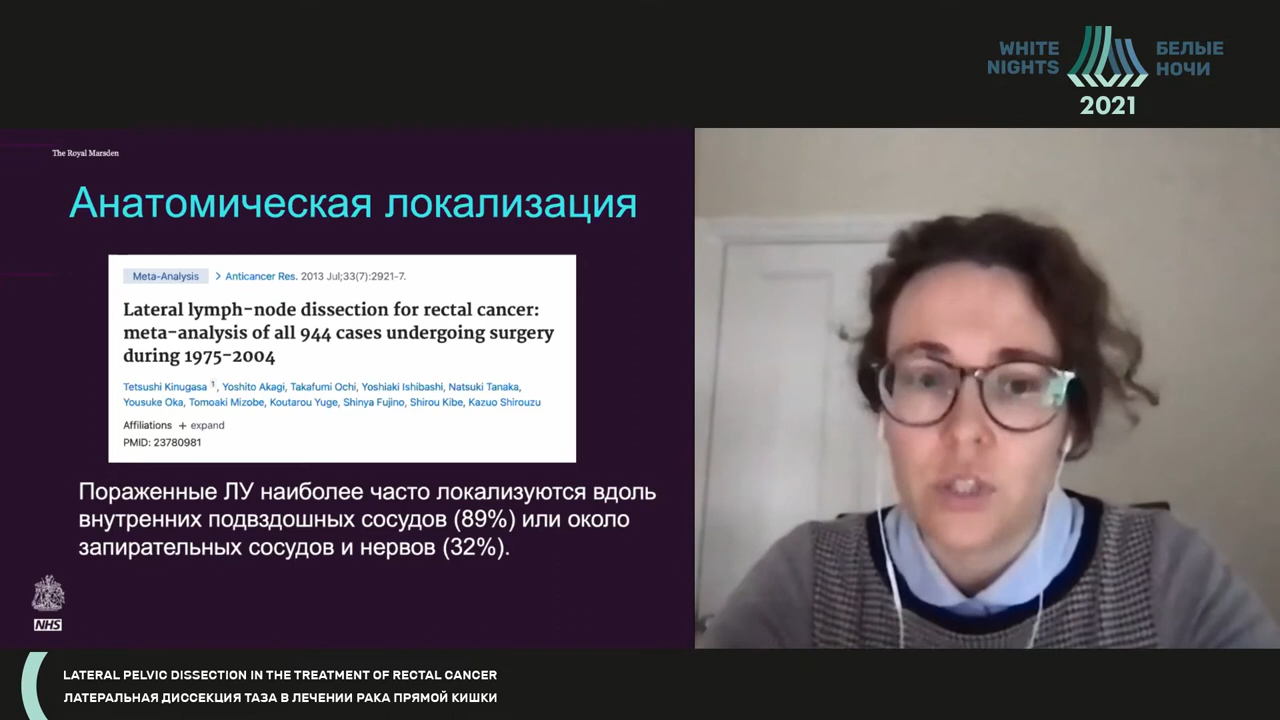 WHITE
NIGHTS
БЕЛЫЕ
НОЧИ
2021
The Royal Marsden
Анатомическая локализация
Meta-Analysis > Anticancer Res. 2013 Jul;33(7):2921-7.
Lateral lymph-node dissection for rectal cancer:
meta-analysis of all 944 cases undergoing surgery
during 1975-2004
Tetsushi Kinugasa 1, Yoshito Akagi, Takafumi Ochi, Yoshiaki Ishibashi, Natsuki Tanaka,
Yousuke Oka, Tomoaki Mizobe, Koutarou Yuge, Shinya Fujino, Shirou Kibe, Kazuo Shirouzu
Affiliations + expand
PMID: 23780981
Пораженные ЛУ наиболее часто локализуются вдоль
внутренних подвздошных сосудов (89%) или около
запирательных сосудов и нервов (32%).
NHS
LATERAL PELVIC DISSECTION IN THE TREATMENT OF RECTAL CANCER
ЛАТЕРАЛЬНАЯ ДИССЕКЦИЯ ТАЗА В ЛЕЧЕНИИ РАКА ПРЯМОЙ КИШКИ